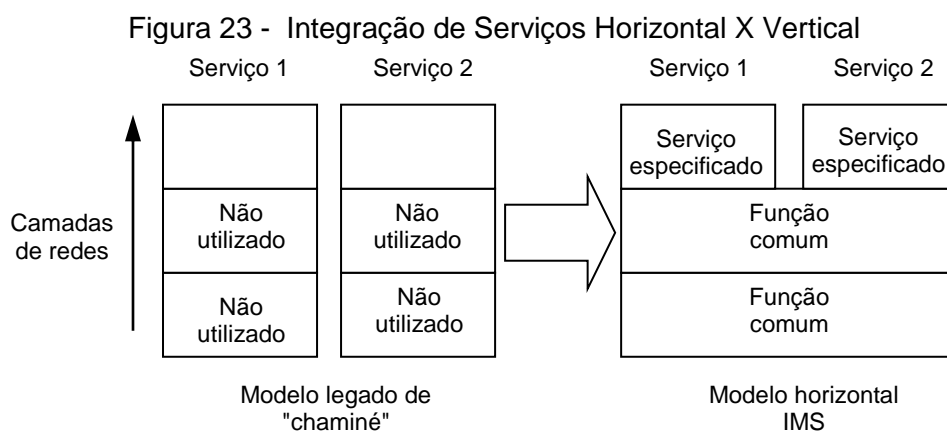 Figura 23 - Integração de Serviços Horizontal X Vertical
Serviço 1
Serviço 2
Serviço 1
Serviço 2
Camadas
de redes
Não
utilizado
Não
utilizado
Não
utilizado
Não
utilizado
Serviço
especificado
Serviço
especificado
Função
comum
Função
comum
Modelo legado de
"chaminé"
Modelo horizontal
IMS